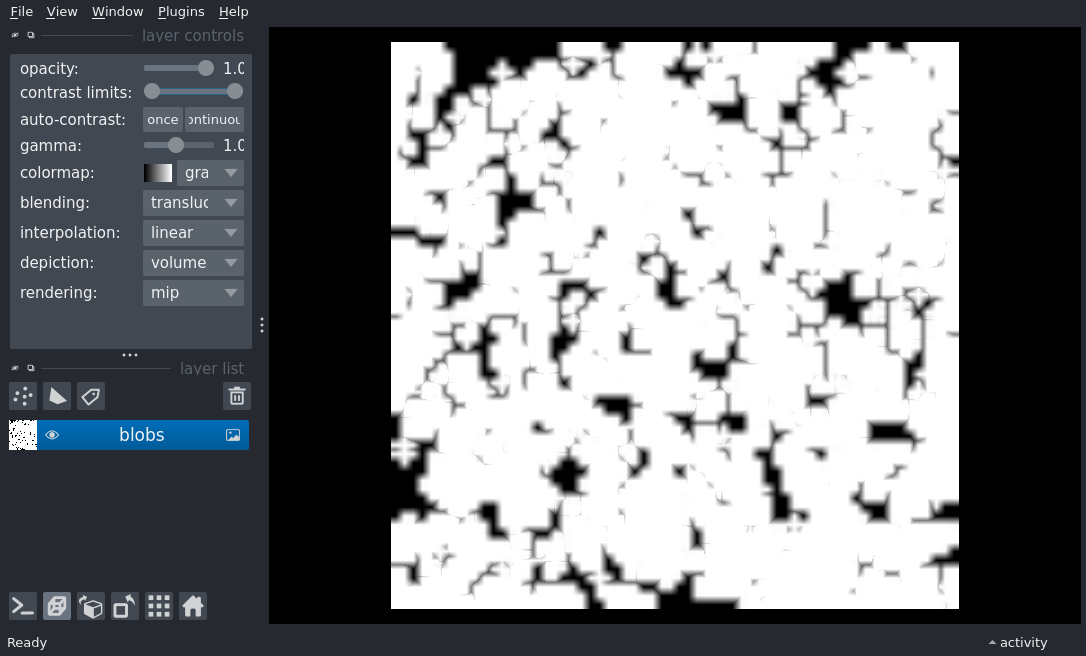 File View Window Plugins Help
layer controls
opacity: 1.0
contrast limits:
auto-contrast: once ontinuou
gamma: 1.0
colormap: gra
blending: transluc
interpolation: linear
depiction: volume
rendering: mip
layer list
blobs
Ready activity